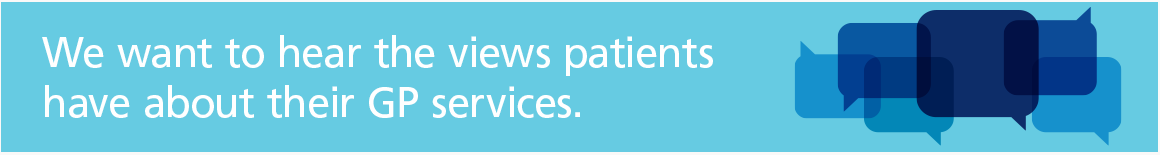 We want to hear the views patients
have about their GP services.